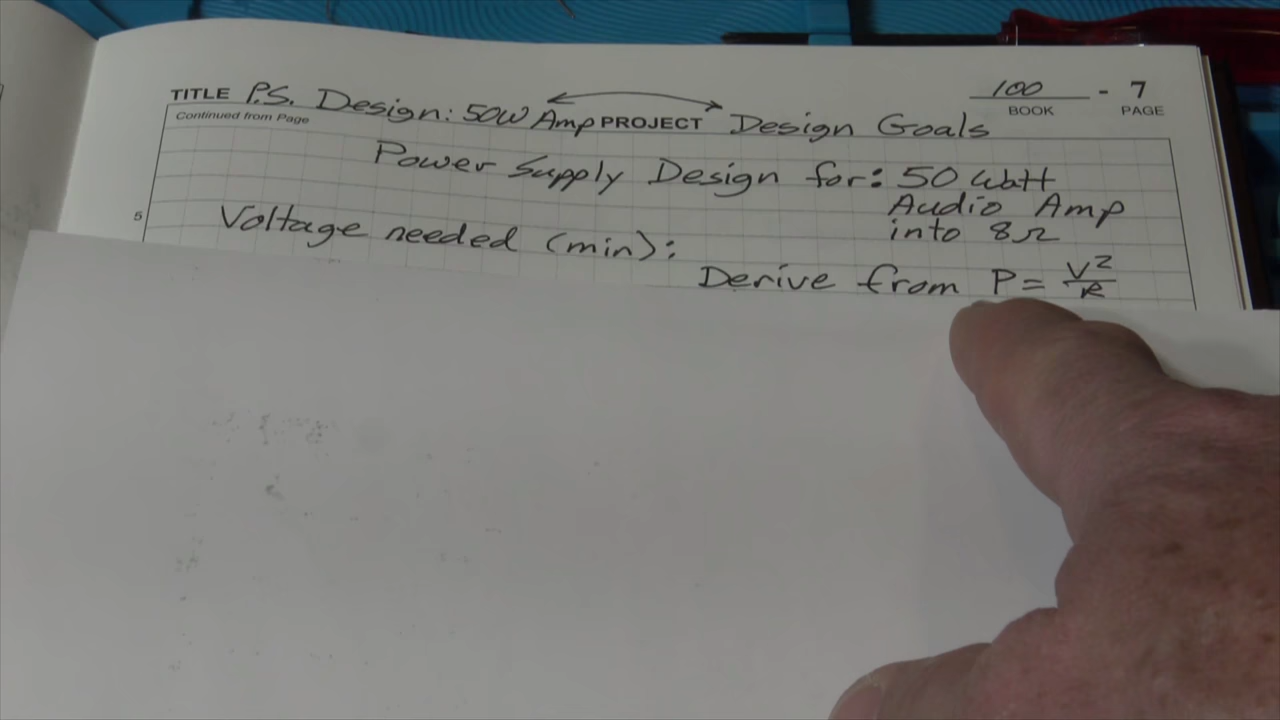 TITLE P.S. Design: 50W Amp PROJECT Design Goals 100 - 7
Continued from Page BOOK PAGE
Power Supply Design for: 50 Watt
Audio Amp
into 8Ω
5
Voltage needed (min):
Derive from P = V²/R